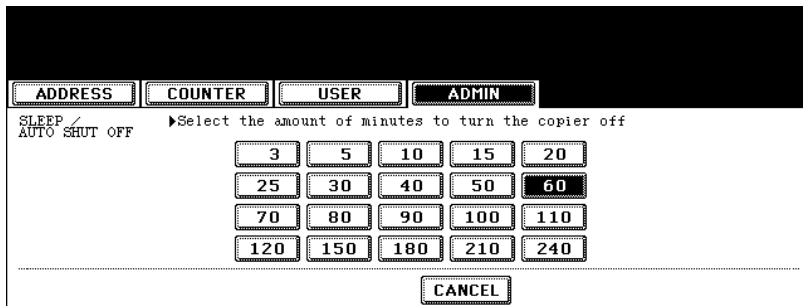 ADDRESS COUNTER USER ADMIN
SLEEP / AUTO SHUT OFF
▶Select the amount of minutes to turn the copier off
3 5 10 15 20
25 30 40 50 60
70 80 90 100 110
120 150 180 210 240
CANCEL